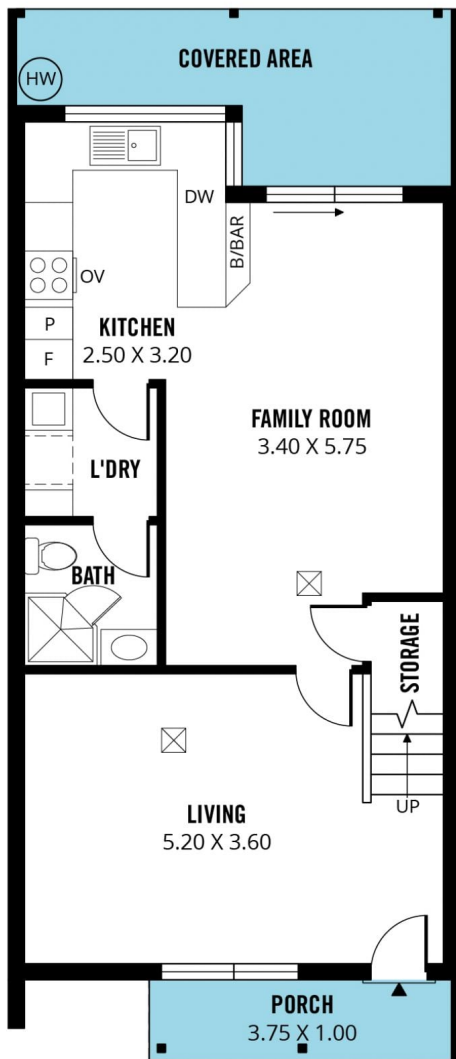 COVERED AREA
HW
DW
B/BAR
OV
P
KITCHEN
2.50 X 3.20
F
FAMILY ROOM
3.40 X 5.75
L'DRY
BATH
STORAGE
UP
LIVING
5.20 X 3.60
PORCH
3.75 X 1.00